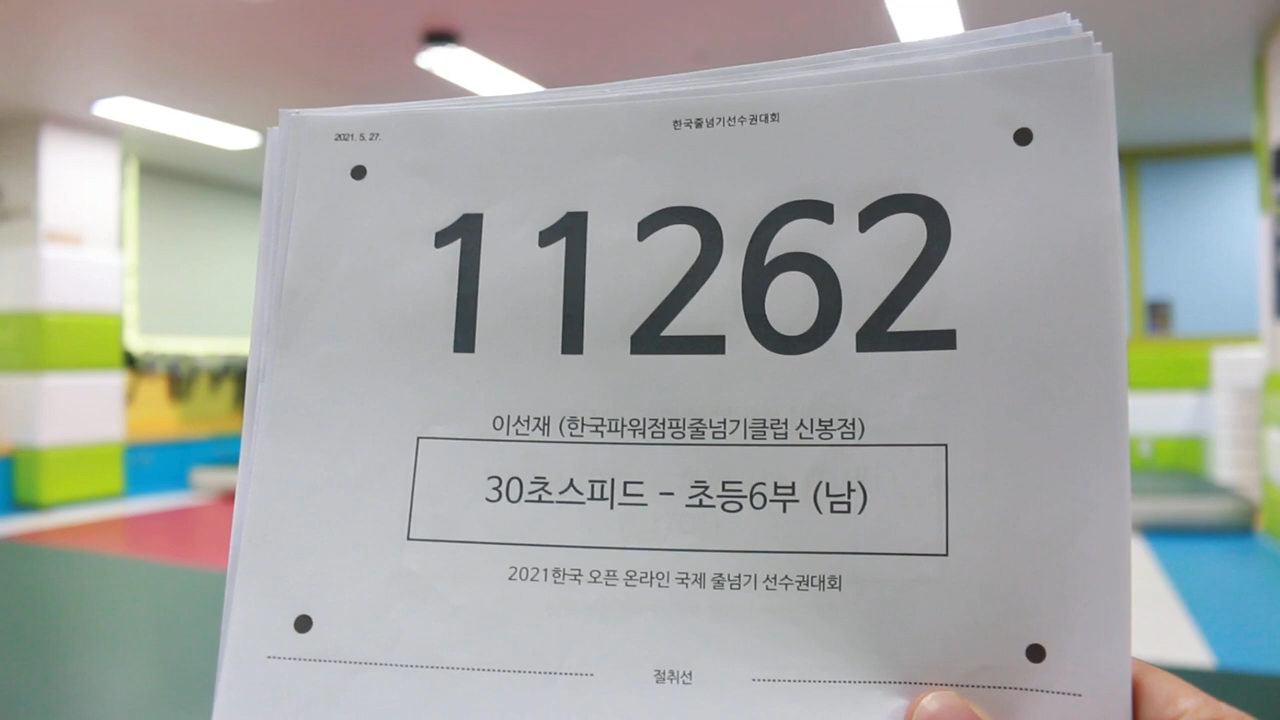 2021. 5. 27.
한국줄넘기선수권대회
11262
이선재 (한국파워점핑줄넘기클럽 신봉점)
30초스피드 - 초등6부 (남)
2021한국 오픈 온라인 국제 줄넘기 선수권대회
절취선